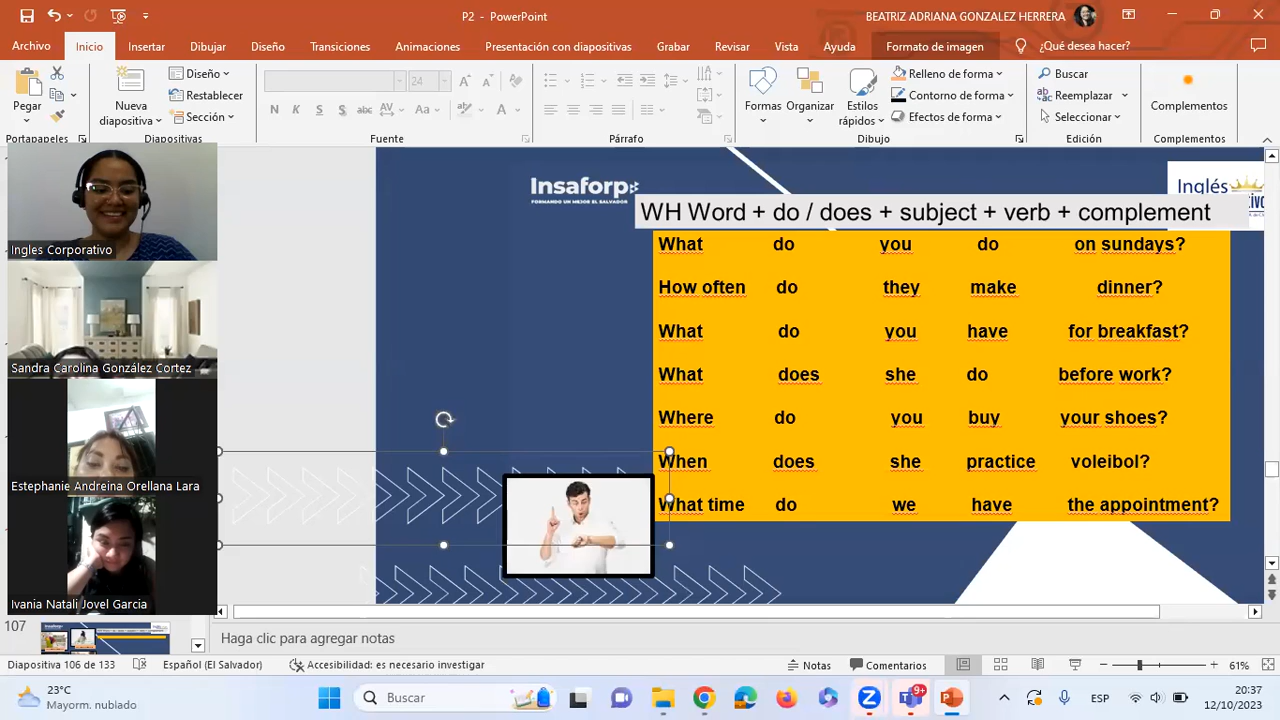 P2 - PowerPoint
BEATRIZ ADRIANA GONZALEZ HERRERA
Archivo Inicio Insertar Dibujar Diseño Transiciones Animaciones Presentación con diapositivas Grabar Revisar Vista Ayuda Formato de imagen ¿Qué desea hacer?
Pegar
Portapapeles
Nueva diapositiva
Diseño
Restablecer
Sección
Diapositivas
24
N K S abc AV Aa A
Fuente
Párrafo
Formas
Organizar
Estilos rápidos
Relleno de forma
Contorno de forma
Efectos de forma
Dibujo
Buscar
Reemplazar
Seleccionar
Edición
Complementos
Complementos
Ingles Corporativo
Sandra Carolina González Cortez
Estephanie Andreina Orellana Lara
Ivania Natali Jovel Garcia
Insaforp
FORMANDO UN MEJOR EL SALVADOR
Inglés
WH Word + do / does + subject + verb + complement
What do you do on sundays?
How often do they make dinner?
What do you have for breakfast?
What does she do before work?
Where do you buy your shoes?
When does she practice voleibol?
What time do we have the appointment?
107
Haga clic para agregar notas
Diapositiva 106 de 133 Español (El Salvador) Accesibilidad: es necesario investigar Notas Comentarios 61%
23°C
Mayorm. nublado
Buscar
9+
ESP
20:37
12/10/2023